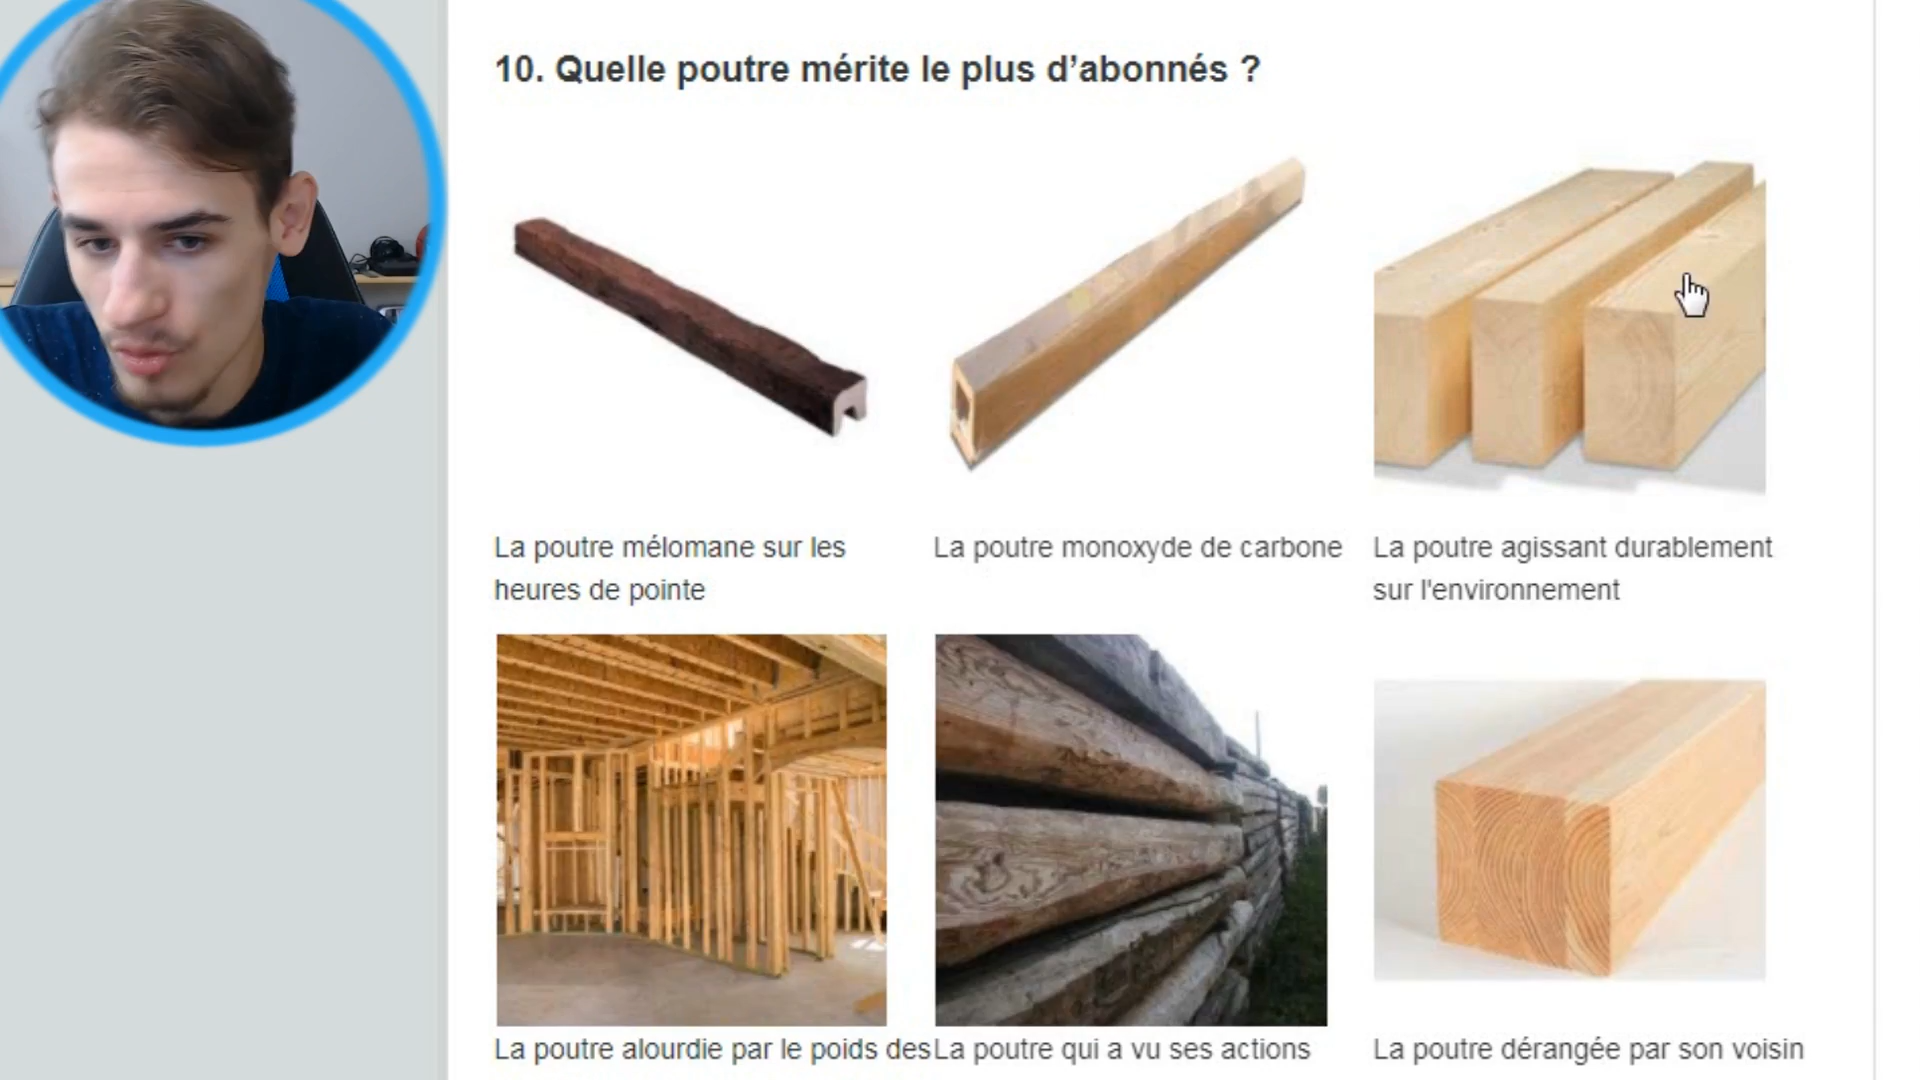 10. Quelle poutre mérite le plus d’abonnés ?
La poutre mélomane sur les
heures de pointe
La poutre monoxyde de carbone
La poutre agissant durablement
sur l'environnement
La poutre alourdie par le poids des
La poutre qui a vu ses actions
La poutre dérangée par son voisin